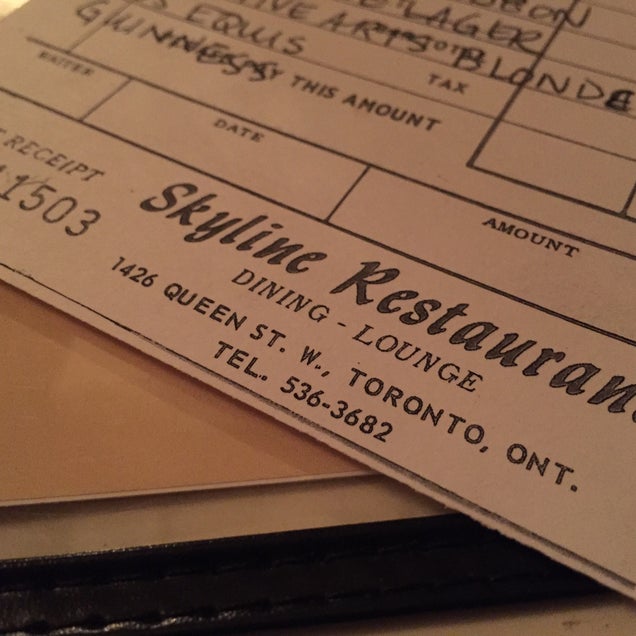 EQUIS
LAGER
BLONDE
GUINNESS
PAY THIS AMOUNT
TAX
WAITER
DATE
AMOUNT
RECEIPT
1503
Skyline Restaurant
DINING - LOUNGE
1426 QUEEN ST. W., TORONTO, ONT.
TEL. 536-3682